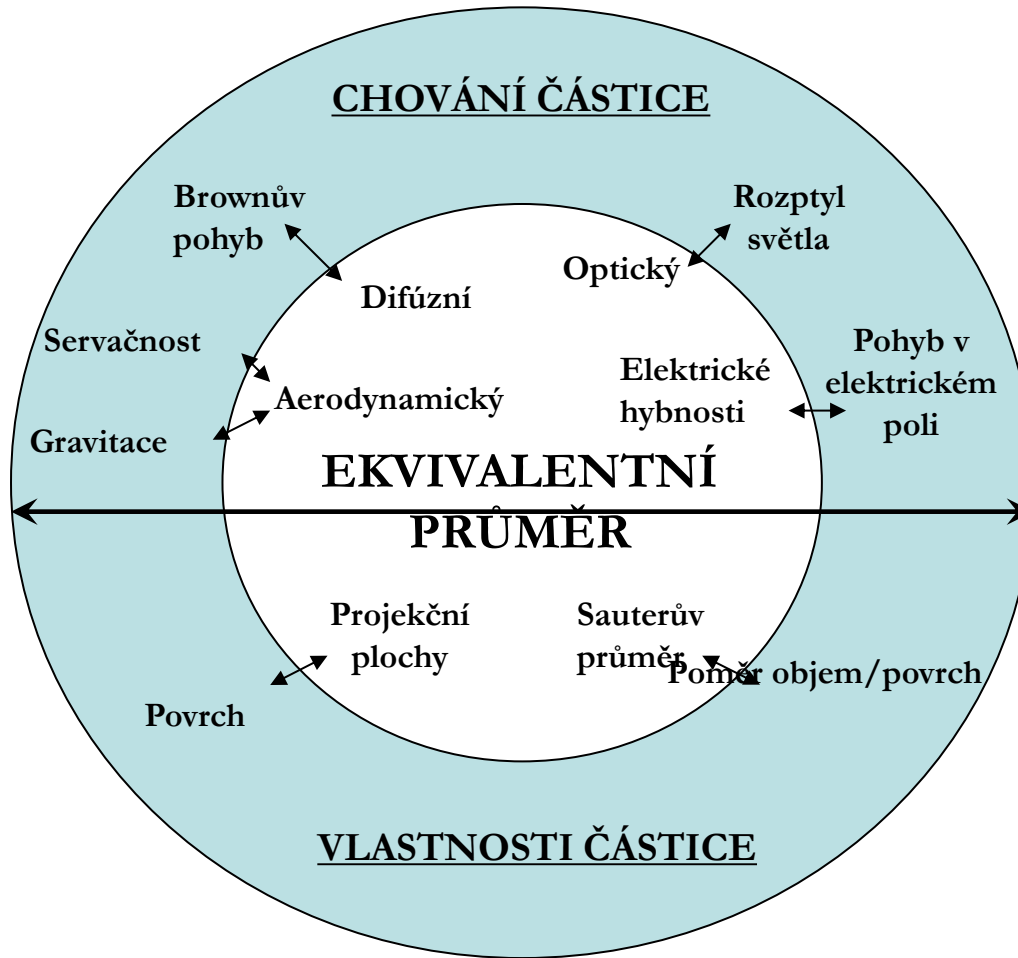 CHOVÁNÍ ČÁSTICE
Brownův
pohyb
Rozptyl
světla
Optický
Difúzní
Servačnost
Aerodynamický
Gravitace
Elektrické
hybnosti
Pohyb v
elektrickém
poli
EKVIVALENTNÍ
PRŮMĚR
Projekční
plochy
Sauterův
průměr
Poměr objem/povrch
Povrch
VLASTNOSTI ČÁSTICE